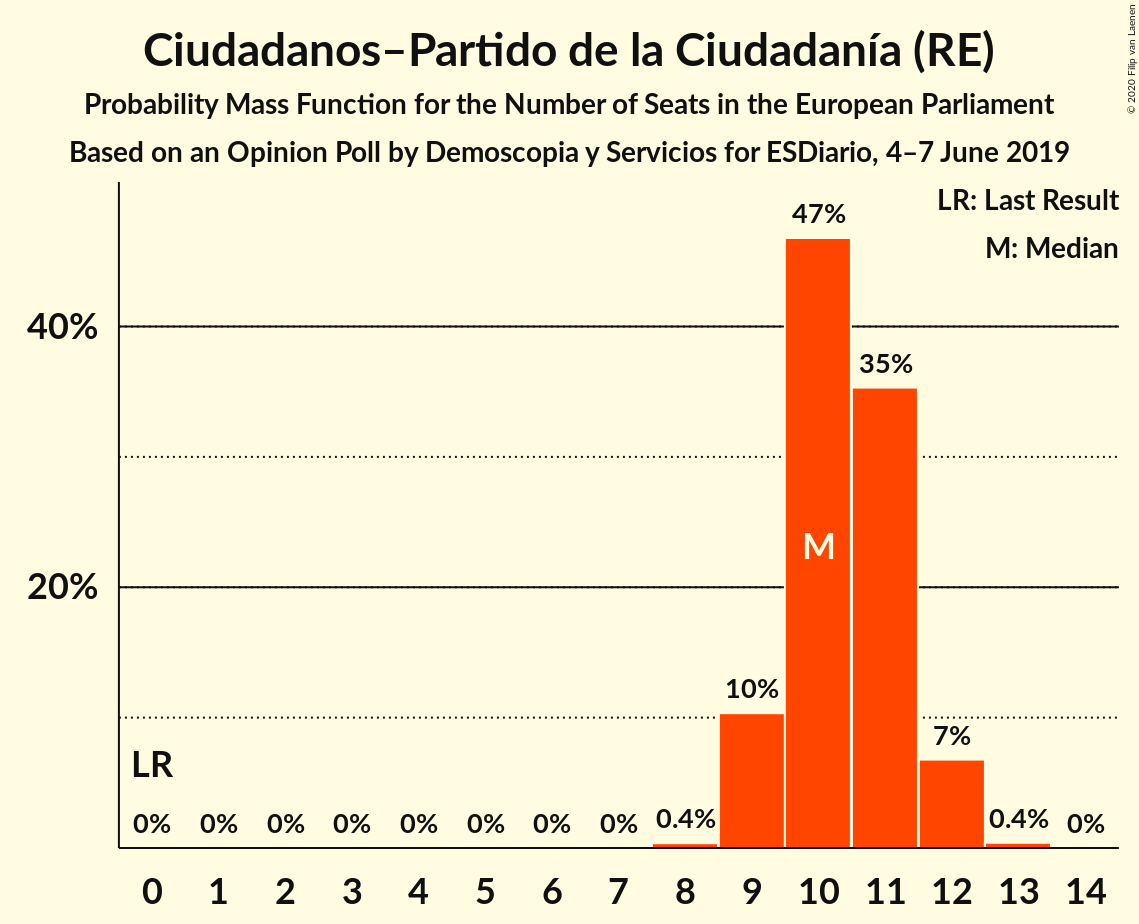 Ciudadanos–Partido de la Ciudadanía (RE)
Probability Mass Function for the Number of Seats in the European Parliament
Based on an Opinion Poll by Demoscopia y Servicios for ESDiario, 4–7 June 2019
© 2020 Filip van Laenen
LR: Last Result
M: Median
47%
40%
35%
M
20%
10%
7%
LR
0% 0% 0% 0% 0% 0% 0% 0% 0.4% 0.4% 0%
0 1 2 3 4 5 6 7 8 9 10 11 12 13 14